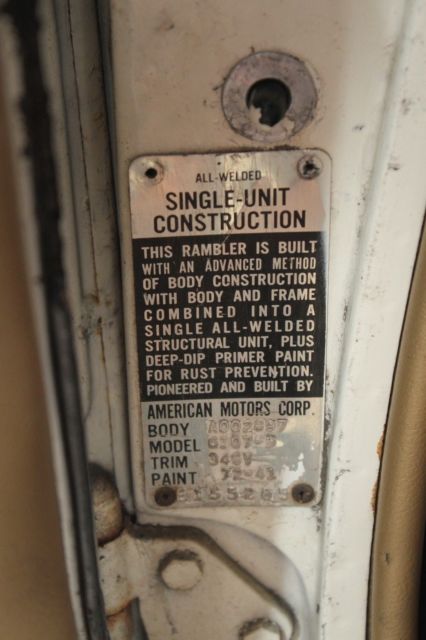 ALL-WELDED
SINGLE-UNIT
CONSTRUCTION
THIS RAMBLER IS BUILT
WITH AN ADVANCED METHOD
OF BODY CONSTRUCTION
WITH BODY AND FRAME
COMBINED INTO A
SINGLE ALL-WELDED
STRUCTURAL UNIT, PLUS
DEEP-DIP PRIMER PAINT
FOR RUST PREVENTION.
PIONEERED AND BUILT BY
AMERICAN MOTORS CORP.
BODY
MODEL
TRIM
PAINT 72-41